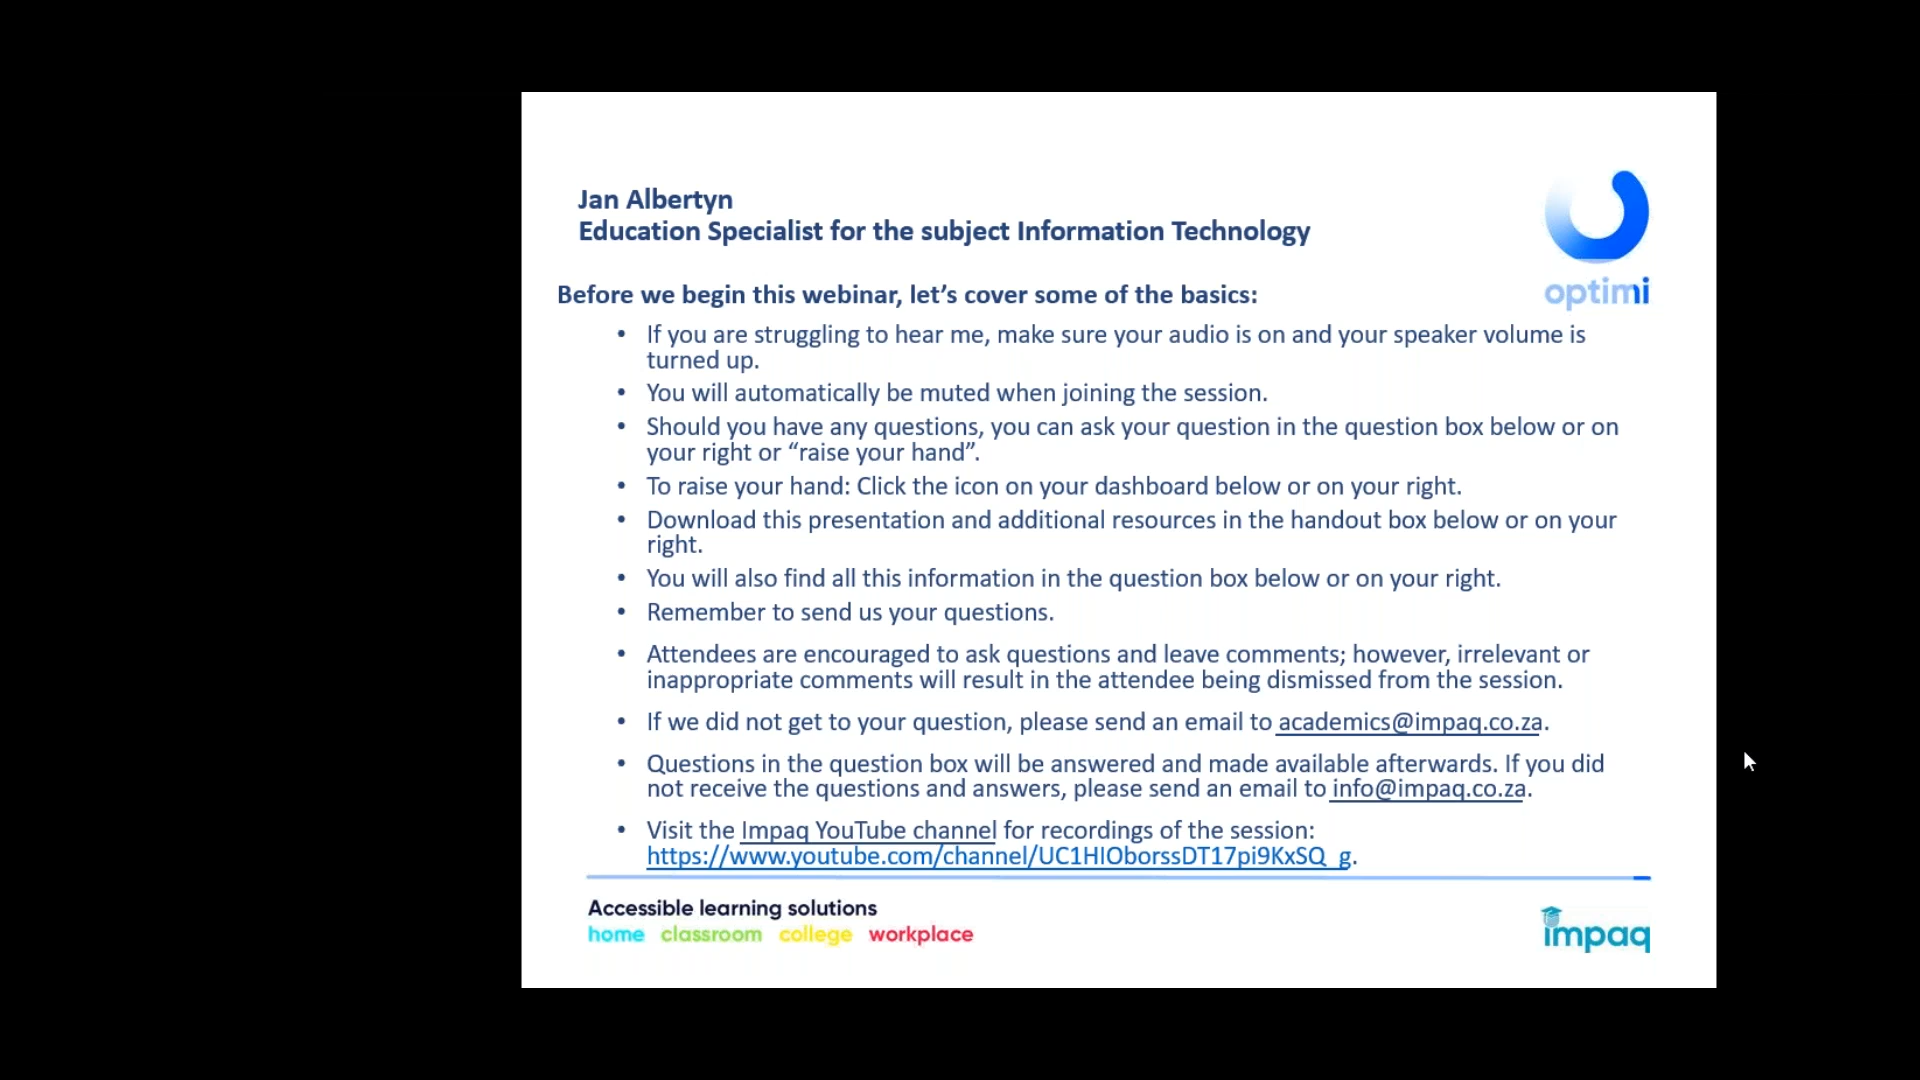 Jan Albertyn
Education Specialist for the subject Information Technology
optimi
Before we begin this webinar, let’s cover some of the basics:
• If you are struggling to hear me, make sure your audio is on and your speaker volume is
turned up.
• You will automatically be muted when joining the session.
• Should you have any questions, you can ask your question in the question box below or on
your right or “raise your hand”.
• To raise your hand: Click the icon on your dashboard below or on your right.
• Download this presentation and additional resources in the handout box below or on your
right.
• You will also find all this information in the question box below or on your right.
• Remember to send us your questions.
• Attendees are encouraged to ask questions and leave comments; however, irrelevant or
inappropriate comments will result in the attendee being dismissed from the session.
• If we did not get to your question, please send an email to academics@impaq.co.za.
• Questions in the question box will be answered and made available afterwards. If you did
not receive the questions and answers, please send an email to info@impaq.co.za.
• Visit the Impaq YouTube channel for recordings of the session:
https://www.youtube.com/channel/UC1HIOborssDT17pi9KxSQ_g.
Accessible learning solutions
home classroom college workplace
impaq